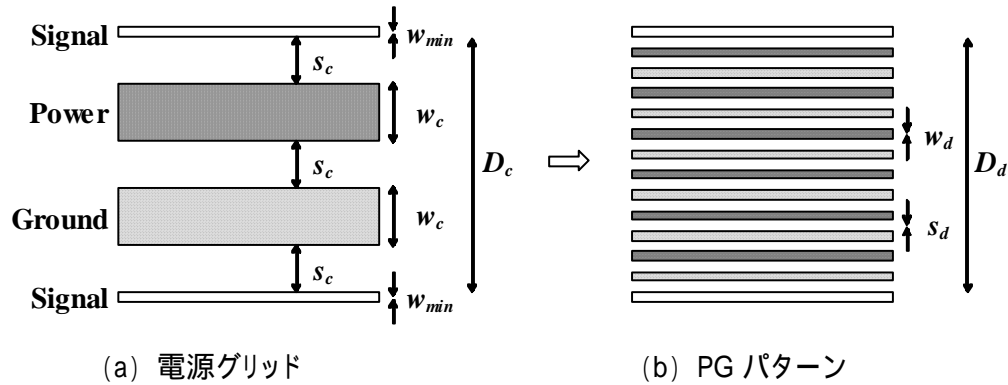 Signal
w_min
s_c
Power
w_c
s_c
D_c
Ground
w_c
s_c
Signal
w_min
w_d
D_d
s_d
(a) 電源グリッド
(b) PG パターン